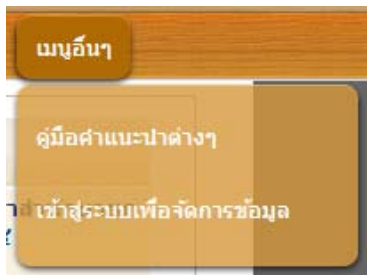 เมนูอื่นๆ
คู่มือคำแนะนำต่างๆ
เข้าสู่ระบบเพื่อจัดการข้อมูล